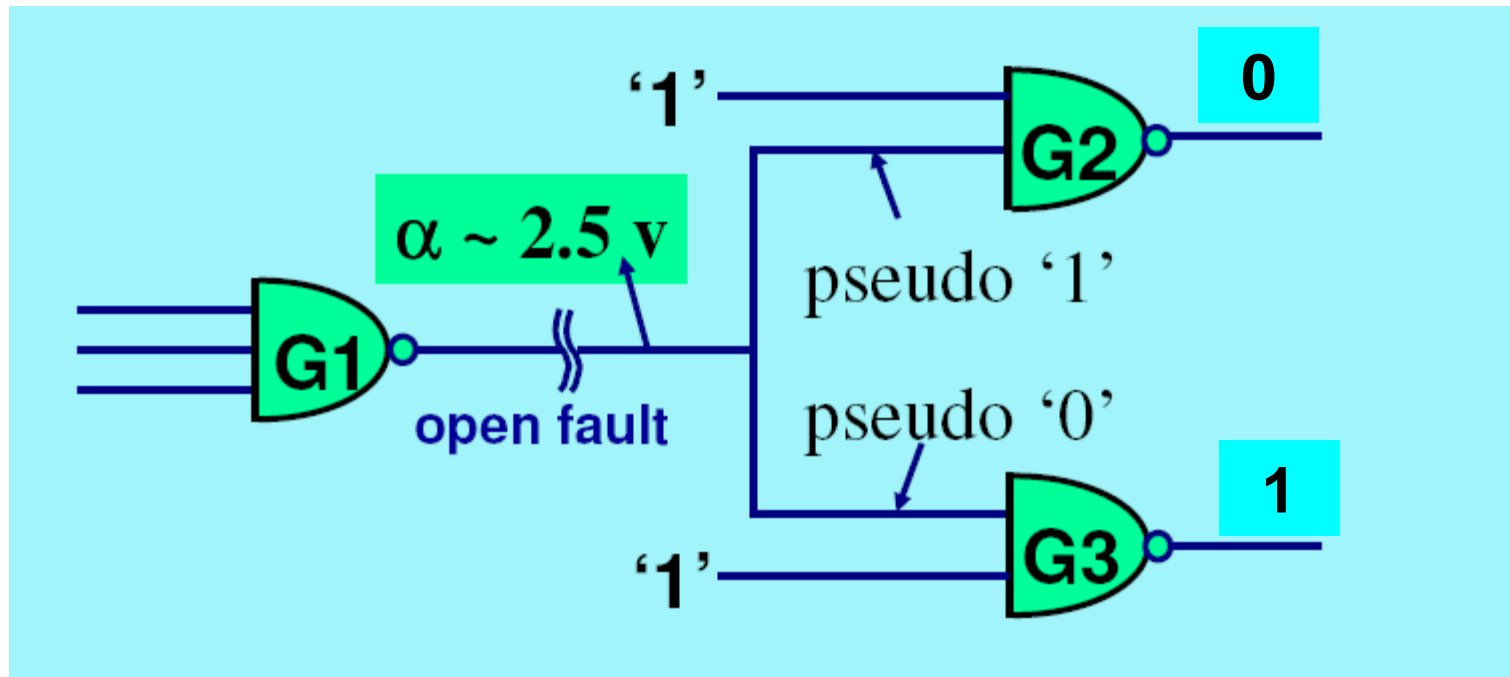 0
‘1’
G2
α ~ 2.5 v
pseudo ‘1’
G1
open fault
pseudo ‘0’
1
G3
‘1’